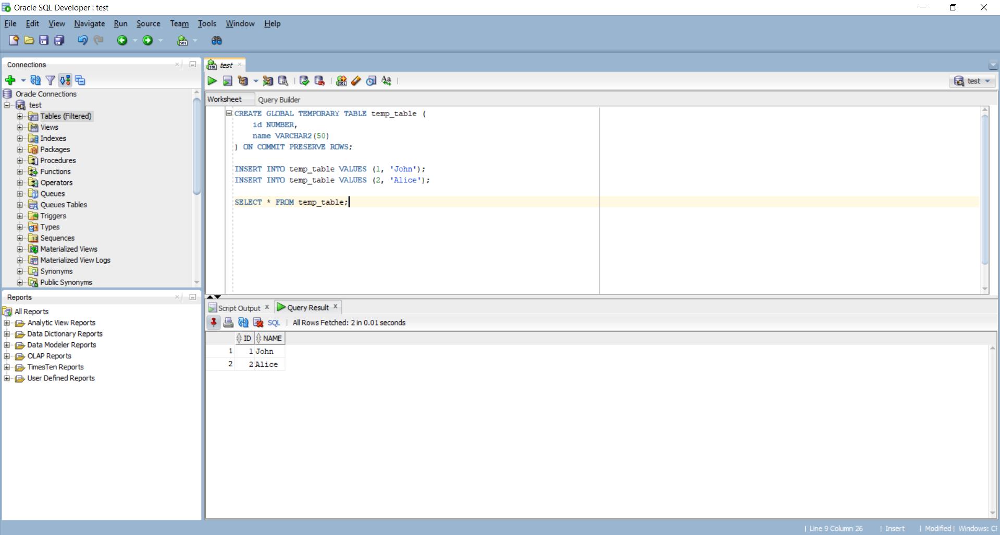 Oracle SQL Developer : test
File Edit View Navigate Run Source Team Tools Window Help
Connections
Oracle Connections
test
Tables (Filtered)
Views
Indexes
Packages
Procedures
Functions
Operators
Queues
Queues Tables
Triggers
Types
Sequences
Materialized Views
Materialized View Logs
Synonyms
Public Synonyms
Reports
All Reports
Analytic View Reports
Data Dictionary Reports
Data Modeler Reports
OLAP Reports
TimesTen Reports
User Defined Reports
test
test
Worksheet Query Builder
CREATE GLOBAL TEMPORARY TABLE temp_table (
id NUMBER,
name VARCHAR2(50)
) ON COMMIT PRESERVE ROWS;
INSERT INTO temp_table VALUES (1, 'John');
INSERT INTO temp_table VALUES (2, 'Alice');
SELECT * FROM temp_table;
Script Output Query Result
SQL All Rows Fetched: 2 in 0.01 seconds
ID NAME
1 1 John
2 2 Alice
| Line 9 Column 26 | Insert | Modified | Windows: